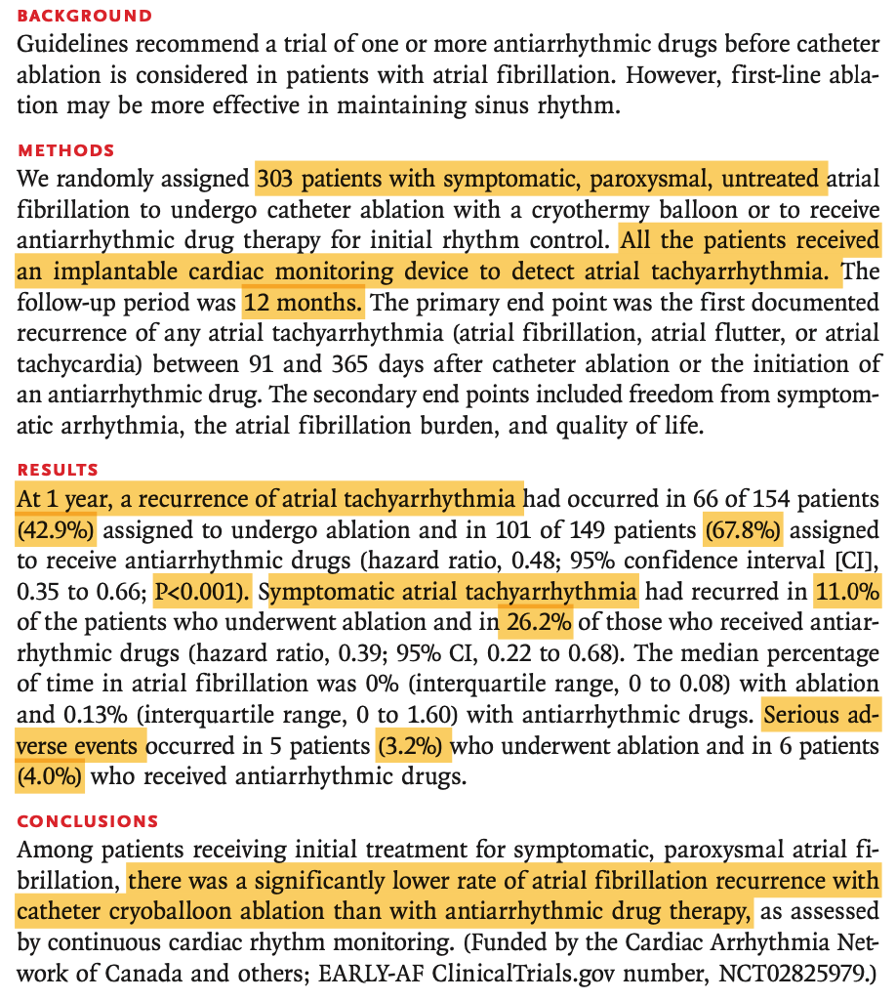 BACKGROUND
Guidelines recommend a trial of one or more antiarrhythmic drugs before catheter
ablation is considered in patients with atrial fibrillation. However, first-line abla-
tion may be more effective in maintaining sinus rhythm.
METHODS
We randomly assigned 303 patients with symptomatic, paroxysmal, untreated atrial
fibrillation to undergo catheter ablation with a cryothermy balloon or to receive
antiarrhythmic drug therapy for initial rhythm control. All the patients received
an implantable cardiac monitoring device to detect atrial tachyarrhythmia. The
follow-up period was 12 months. The primary end point was the first documented
recurrence of any atrial tachyarrhythmia (atrial fibrillation, atrial flutter, or atrial
tachycardia) between 91 and 365 days after catheter ablation or the initiation of
an antiarrhythmic drug. The secondary end points included freedom from symptom-
atic arrhythmia, the atrial fibrillation burden, and quality of life.
RESULTS
At 1 year, a recurrence of atrial tachyarrhythmia had occurred in 66 of 154 patients
(42.9%) assigned to undergo ablation and in 101 of 149 patients (67.8%) assigned
to receive antiarrhythmic drugs (hazard ratio, 0.48; 95% confidence interval [CI],
0.35 to 0.66; P<0.001). Symptomatic atrial tachyarrhythmia had recurred in 11.0%
of the patients who underwent ablation and in 26.2% of those who received antiar-
rhythmic drugs (hazard ratio, 0.39; 95% CI, 0.22 to 0.68). The median percentage
of time in atrial fibrillation was 0% (interquartile range, 0 to 0.08) with ablation
and 0.13% (interquartile range, 0 to 1.60) with antiarrhythmic drugs. Serious ad-
verse events occurred in 5 patients (3.2%) who underwent ablation and in 6 patients
(4.0%) who received antiarrhythmic drugs.
CONCLUSIONS
Among patients receiving initial treatment for symptomatic, paroxysmal atrial fi-
brillation, there was a significantly lower rate of atrial fibrillation recurrence with
catheter cryoballoon ablation than with antiarrhythmic drug therapy, as assessed
by continuous cardiac rhythm monitoring. (Funded by the Cardiac Arrhythmia Net-
work of Canada and others; EARLY-AF ClinicalTrials.gov number, NCT02825979.)